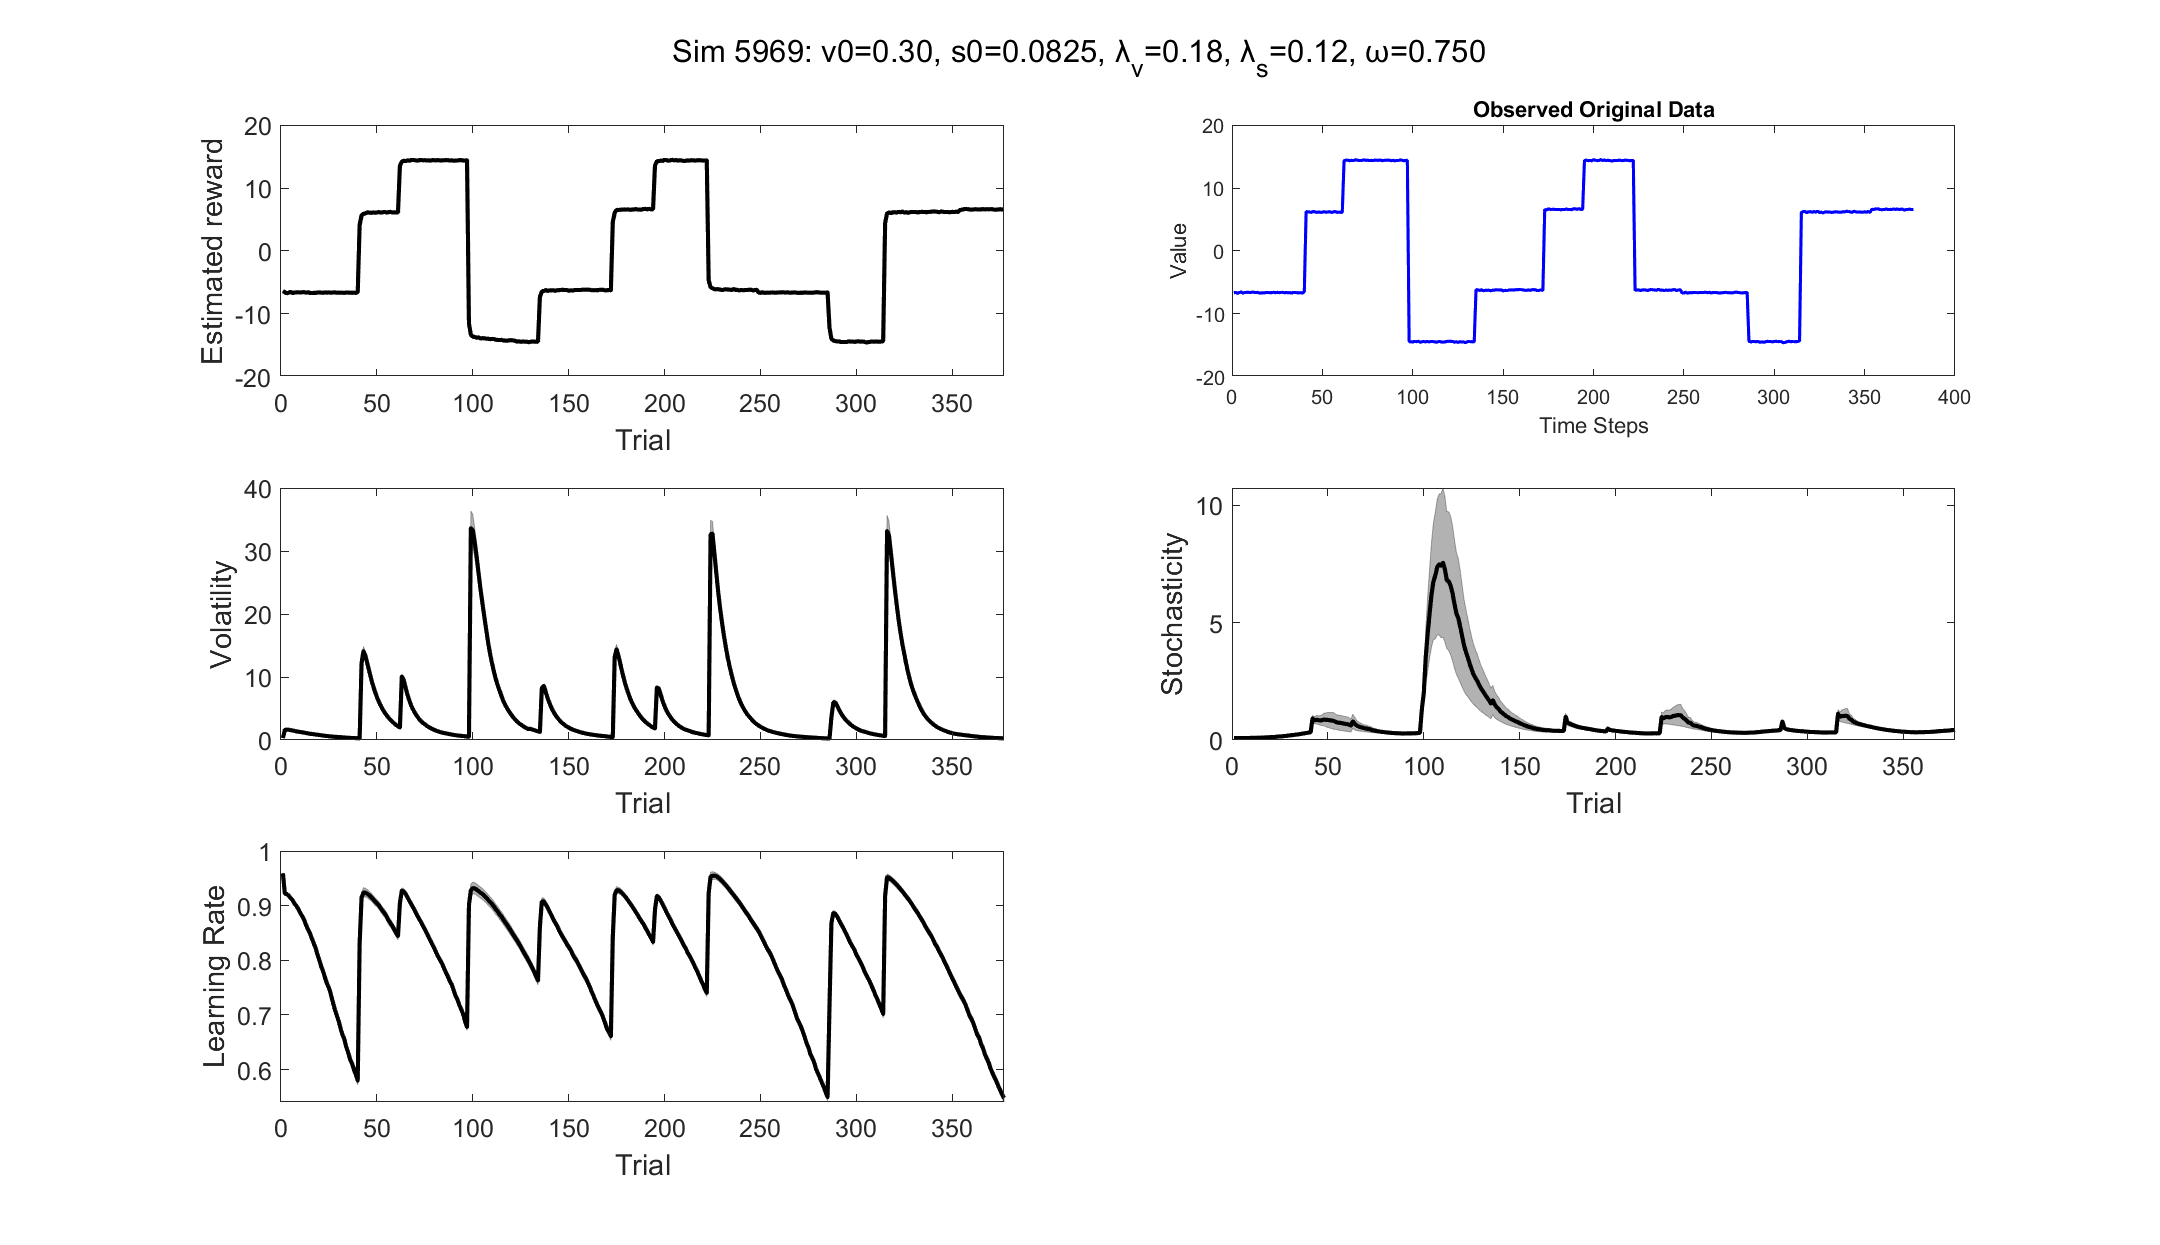 Sim 5969: v0=0.30, s0=0.0825, λ_v=0.18, λ_s=0.12, ω=0.750
Estimated reward
20
10
0
-10
-20
0 50 100 150 200 250 300 350
Trial
Observed Original Data
Value
20
10
0
-10
-20
0 50 100 150 200 250 300 350 400
Time Steps
Volatility
40
30
20
10
0
0 50 100 150 200 250 300 350
Trial
Stochasticity
10
5
0
0 50 100 150 200 250 300 350
Trial
Learning Rate
1
0.9
0.8
0.7
0.6
0 50 100 150 200 250 300 350
Trial